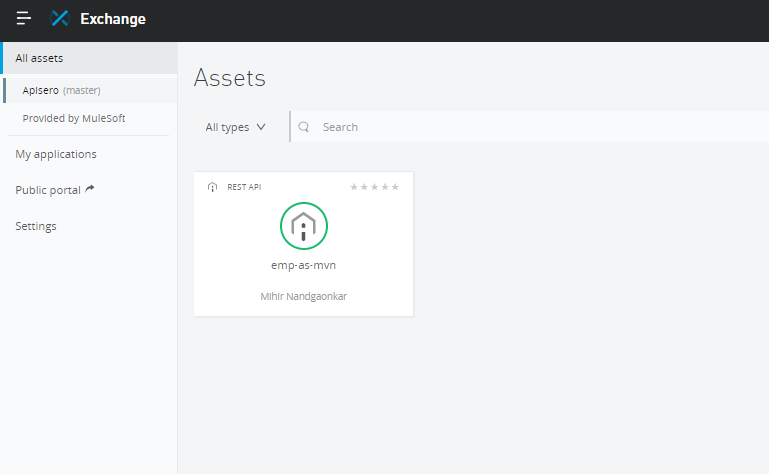 Exchange
All assets
Apisero (master)
Provided by MuleSoft
My applications
Public portal
Settings
Assets
All types
Search
REST API
emp-as-mvn
Mihir Nandgaonkar